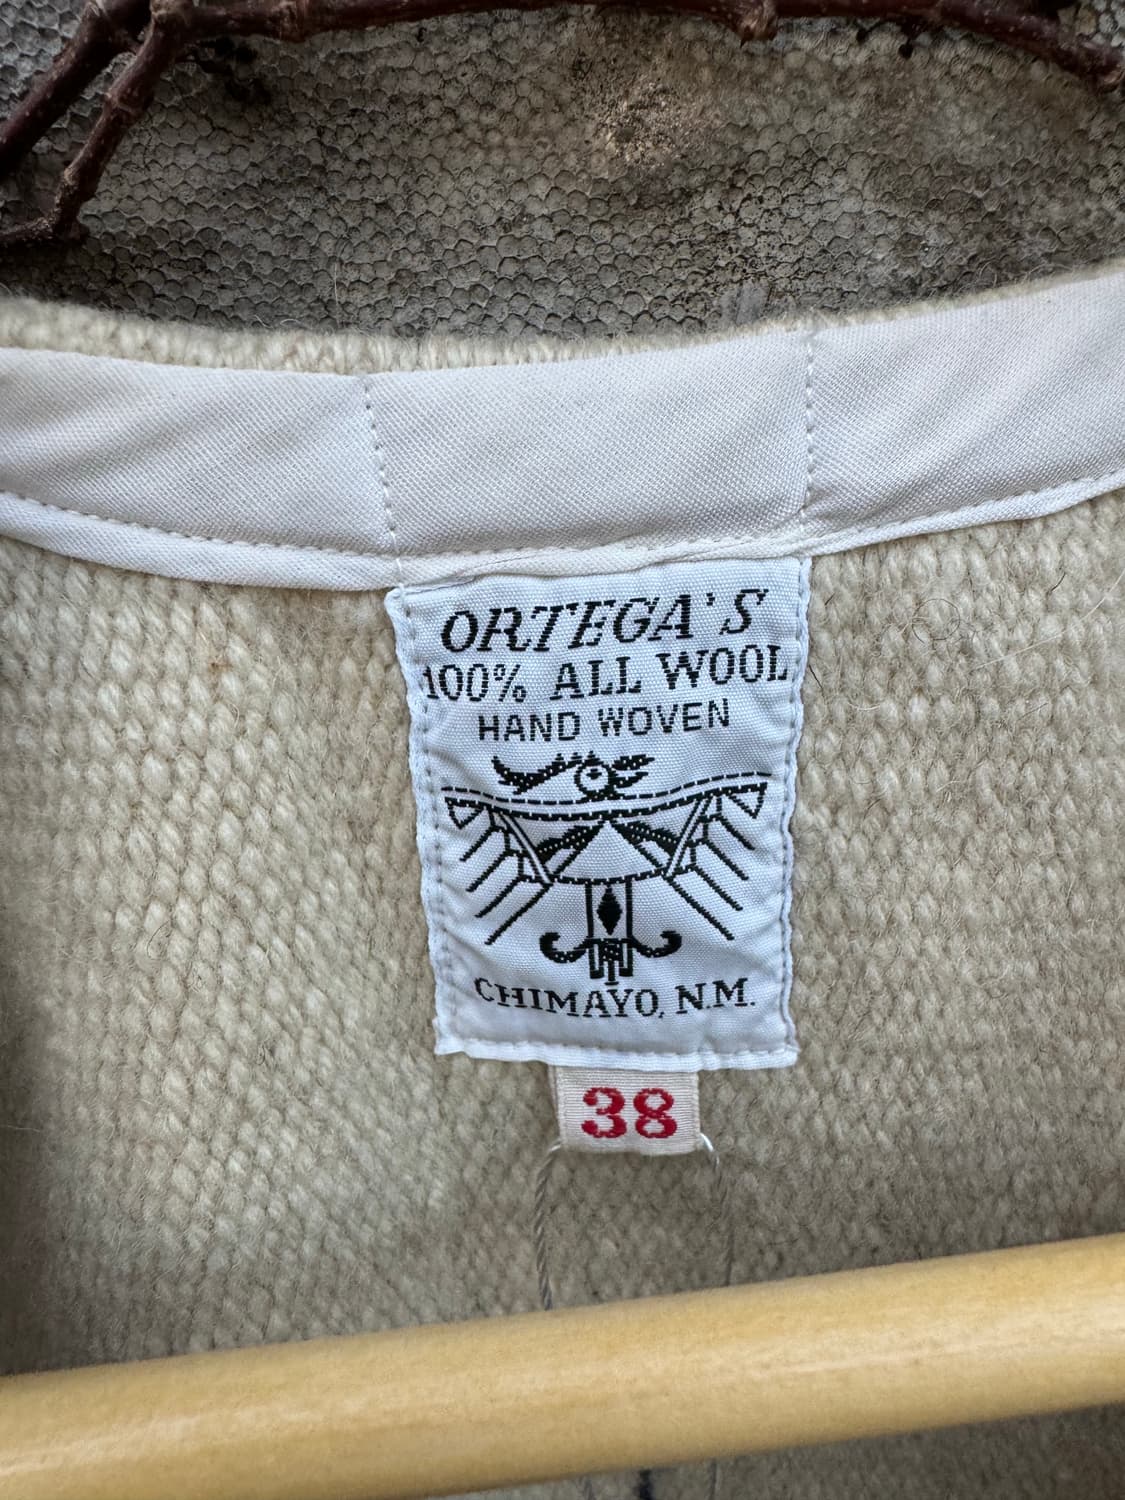 ORTEGA'S
100% ALL WOOL
HAND WOVEN
CHIMAYO, N.M.
38